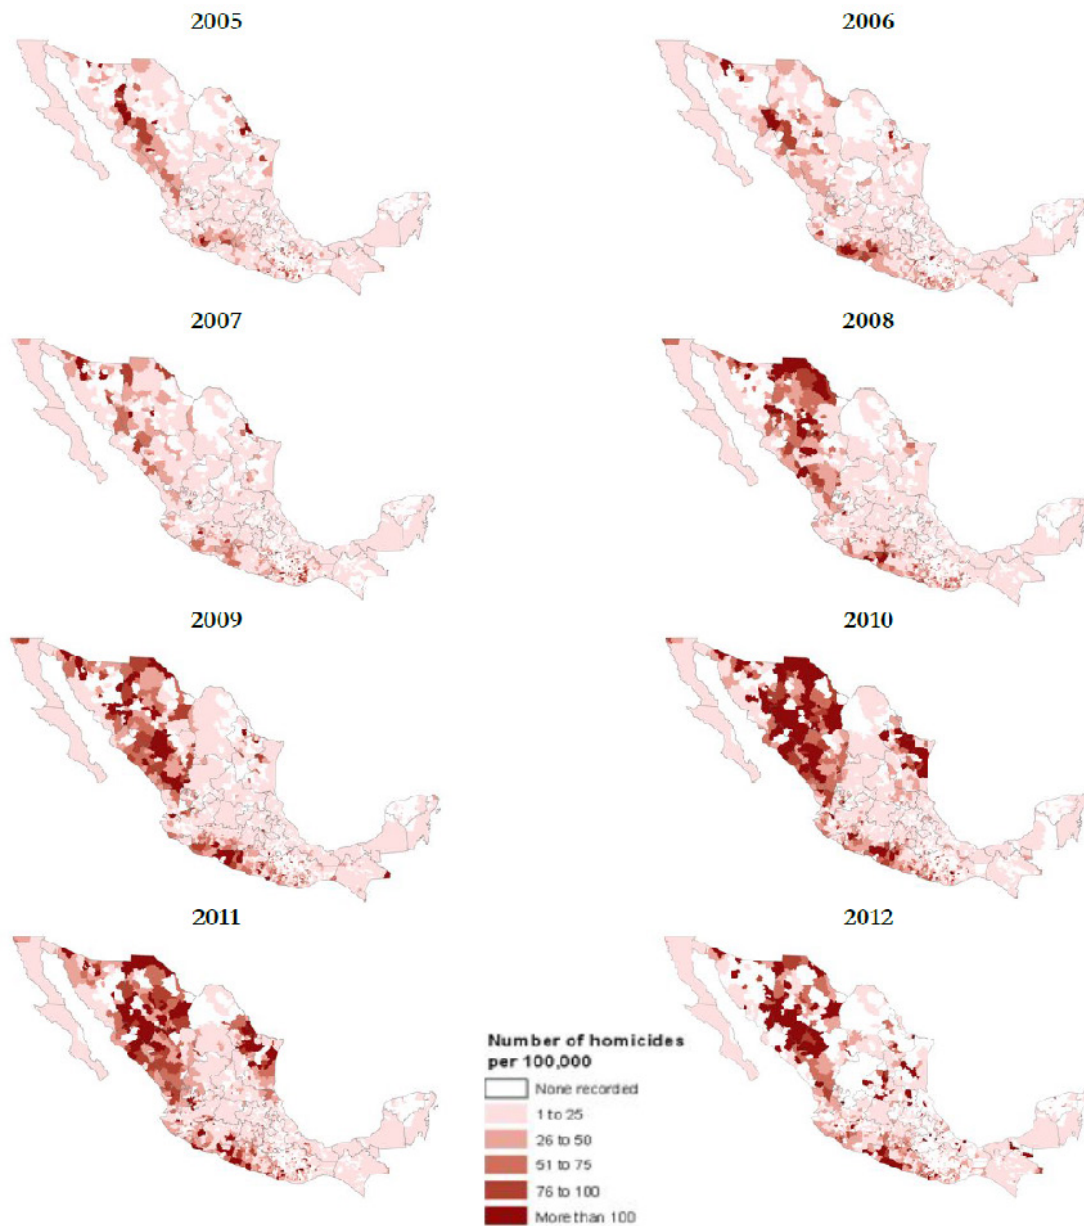 2005
2006
2007
2008
2009
2010
2011
2012
Number of homicides
per 100,000
None recorded
1 to 25
26 to 50
51 to 75
76 to 100
More than 100